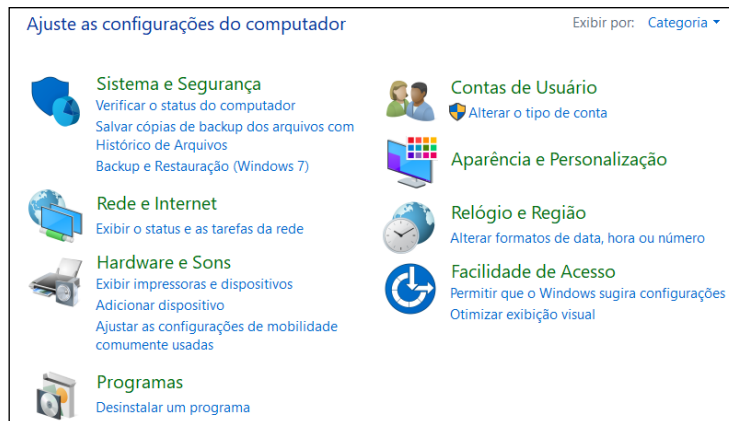 Ajuste as configurações do computador
Exibir por: Categoria
Sistema e Segurança
Verificar o status do computador
Salvar cópias de backup dos arquivos com
Histórico de Arquivos
Backup e Restauração (Windows 7)
Rede e Internet
Exibir o status e as tarefas da rede
Hardware e Sons
Exibir impressoras e dispositivos
Adicionar dispositivo
Ajustar as configurações de mobilidade
comumente usadas
Programas
Desinstalar um programa
Contas de Usuário
Alterar o tipo de conta
Aparência e Personalização
Relógio e Região
Alterar formatos de data, hora ou número
Facilidade de Acesso
Permitir que o Windows sugira configurações
Otimizar exibição visual